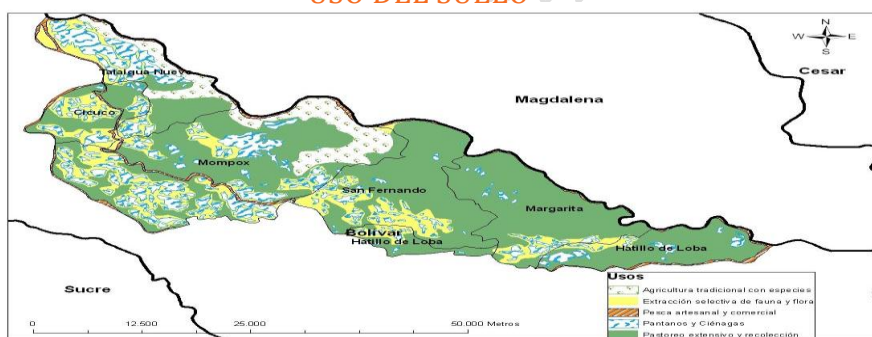 USO DEL SUELO
N
W E
S
Cesar
Magdalena
Talaigua Nuevo
Cicuco
Mompox
San Fernando
Margarita
Bolívar
Hatillo de Loba
Hatillo de Loba
Sucre
Usos
Agricultura tradicional con especies
Extracción selectiva de fauna y flora
Pesca artesanal y comercial
Pantanos y Ciénagas
Pastoreo extensivo y recolección
0 12.500 25.000 50.000 Metros